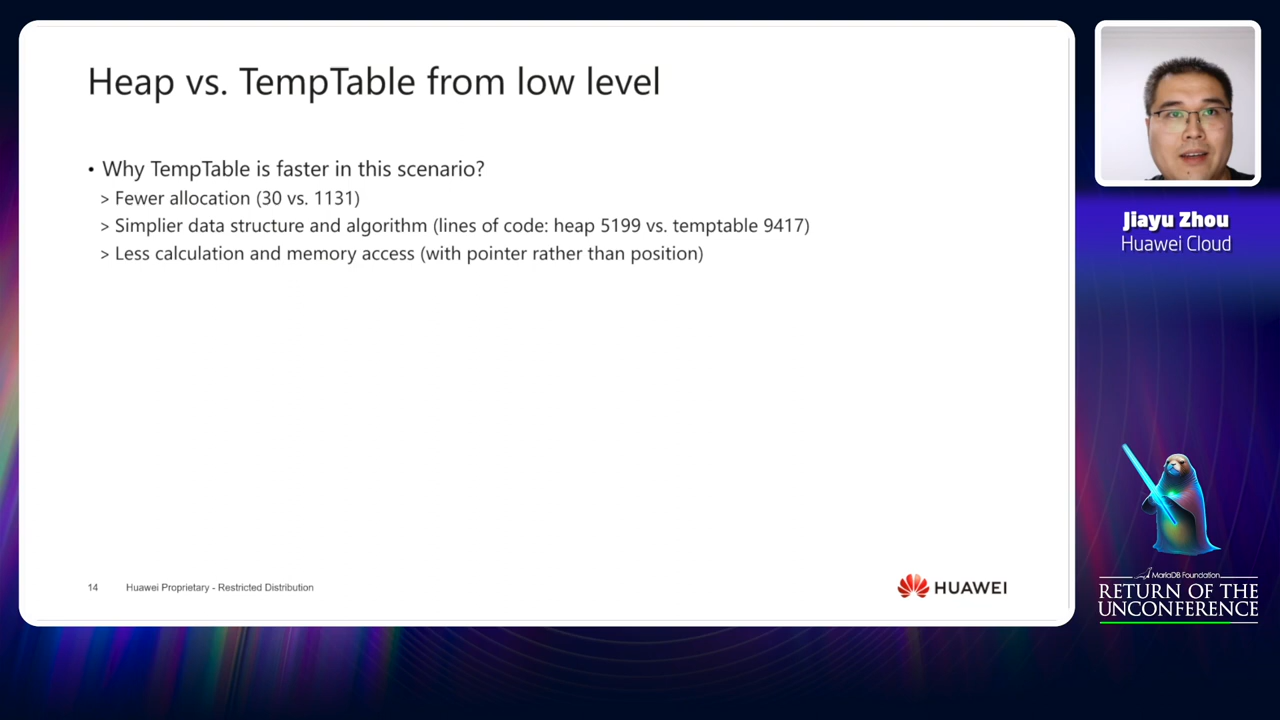 Heap vs. TempTable from low level
• Why TempTable is faster in this scenario?
> Fewer allocation (30 vs. 1131)
> Simplier data structure and algorithm (lines of code: heap 5199 vs. temptable 9417)
> Less calculation and memory access (with pointer rather than position)
14 Huawei Proprietary - Restricted Distribution
HUAWEI
Jiayu Zhou
Huawei Cloud
MariaDB Foundation
RETURN OF THE
UNCONFERENCE